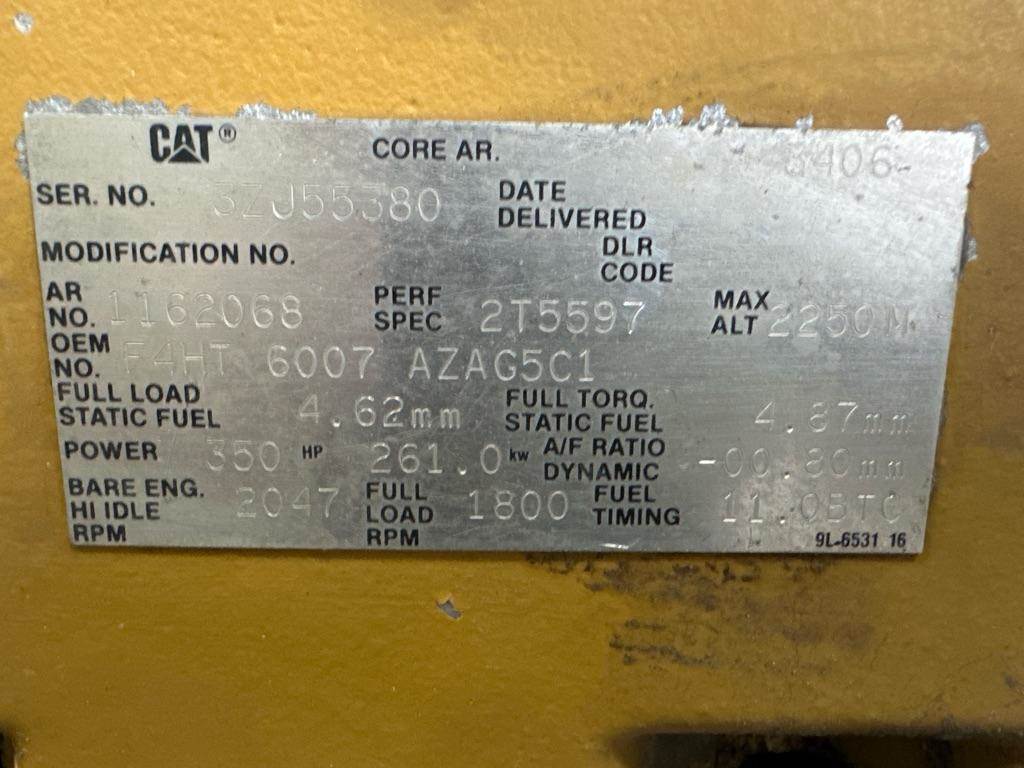 CAT® CORE AR. 3406
SER. NO. 3ZJ55380 DATE DELIVERED
MODIFICATION NO. DLR CODE
AR NO. 1162068 PERF SPEC 2T5597 MAX ALT 2250M
OEM NO. F4HT 6007 AZAG5C1
FULL LOAD STATIC FUEL 4.62mm FULL TORQ. STATIC FUEL 4.87mm
POWER 350 HP 261.0 kw A/F RATIO DYNAMIC -00.80mm
BARE ENG. HI IDLE RPM 2047 FULL LOAD RPM 1800 FUEL TIMING 11.0BTC
9L-6531 16